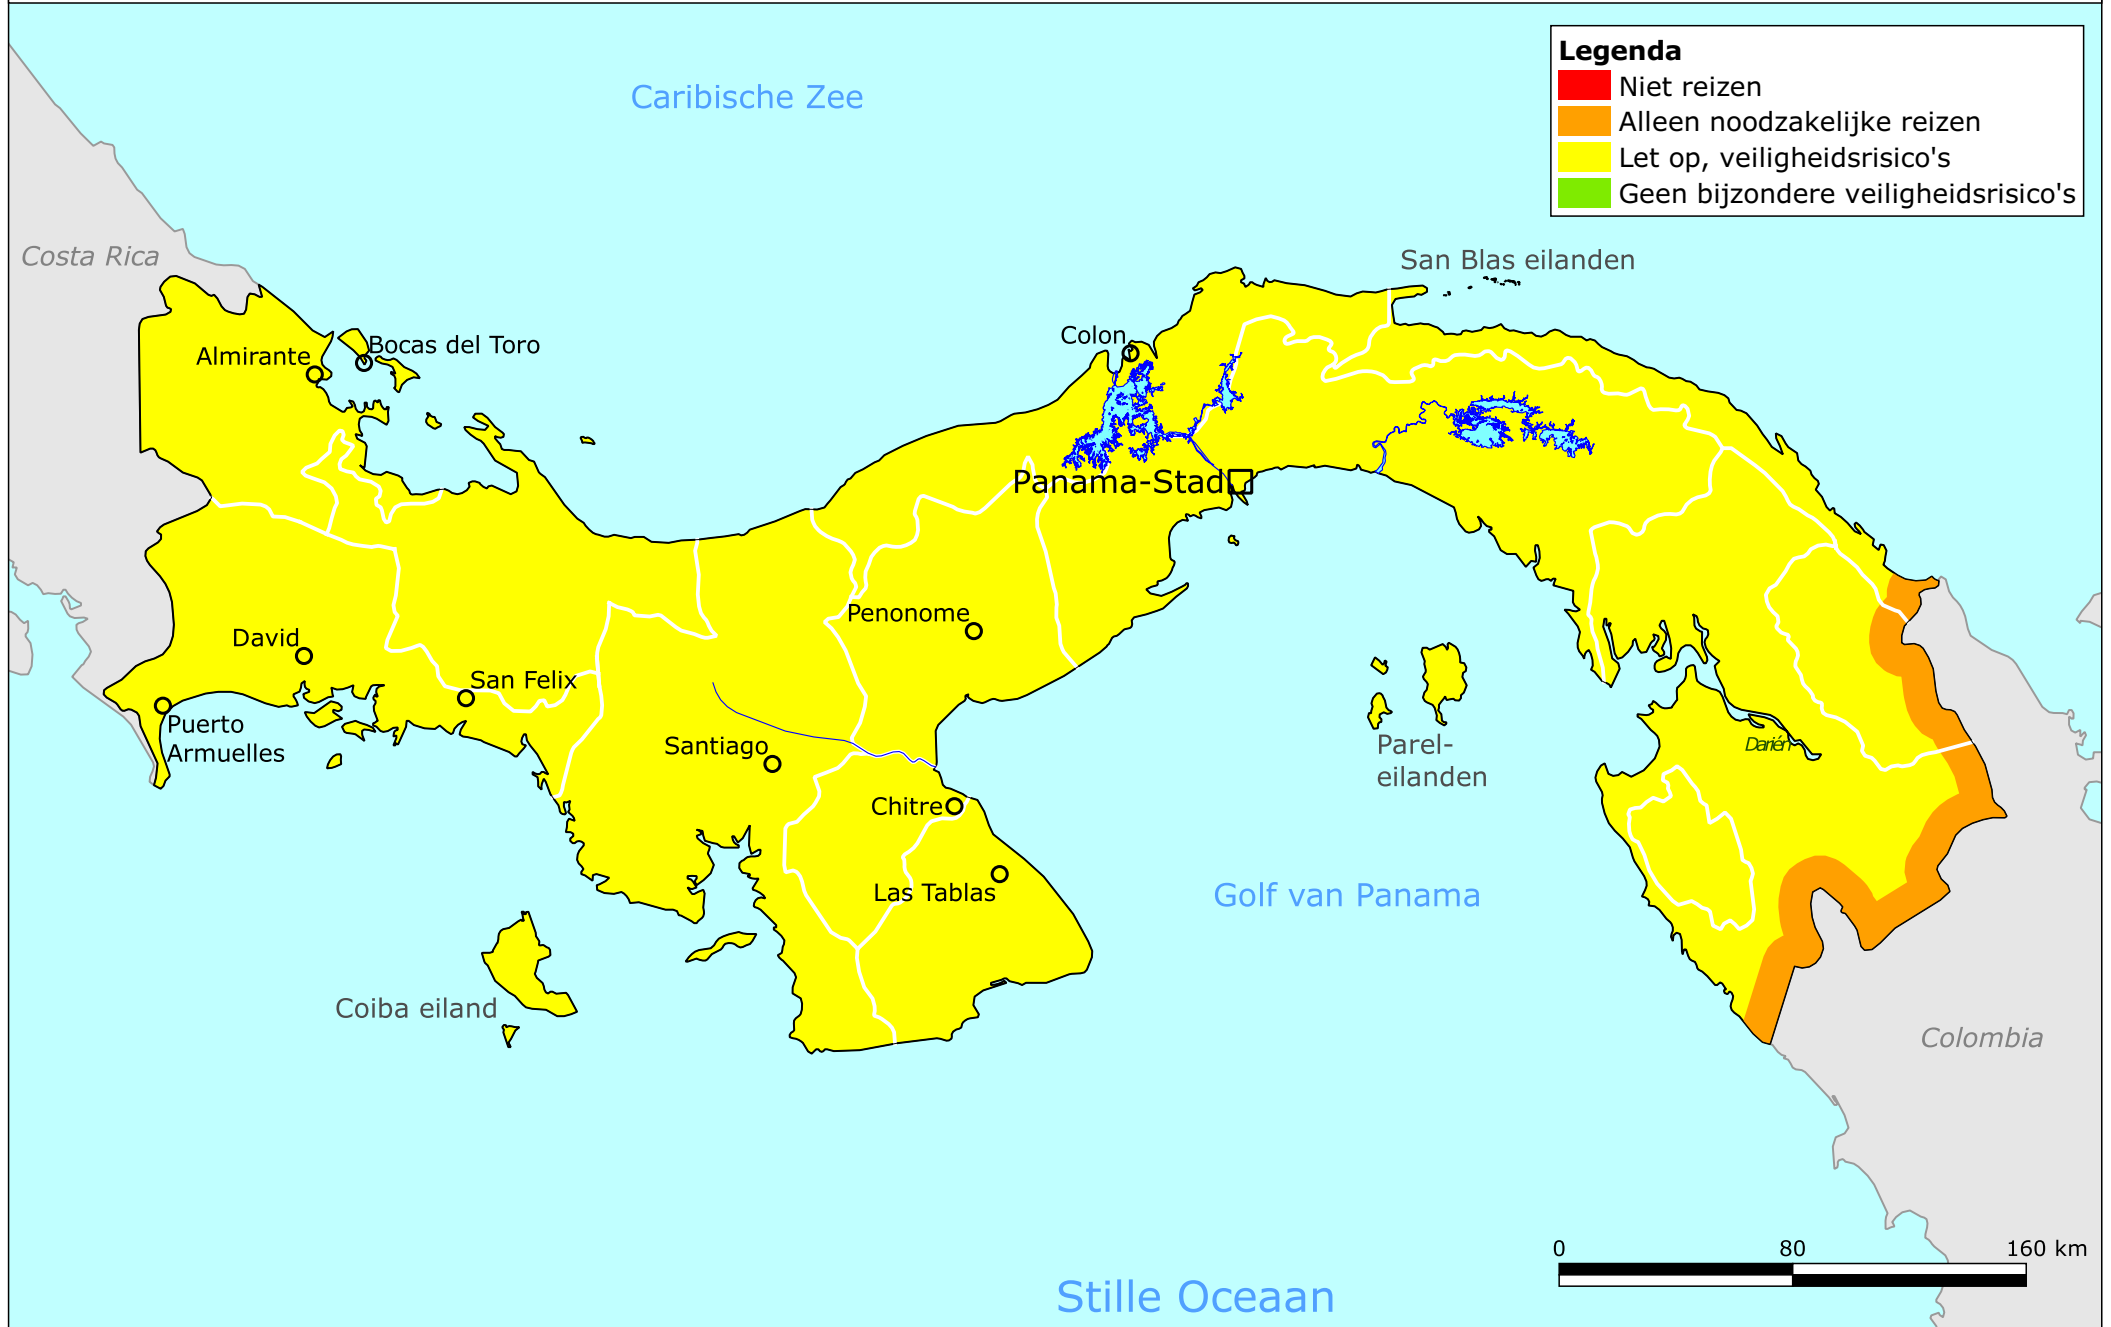 Legenda
Niet reizen
Alleen noodzakelijke reizen
Let op, veiligheidsrisico's
Geen bijzondere veiligheidsrisico's
Caribische Zee
Costa Rica
San Blas eilanden
Colon
Bocas del Toro
Almirante
Panama-Stad
Penonome
David
San Felix
Puerto
Armuelles
Santiago
Parel-
eilanden
Darién
Chitre
Las Tablas
Golf van Panama
Coiba eiland
Colombia
0 80 160 km
Stille Oceaan